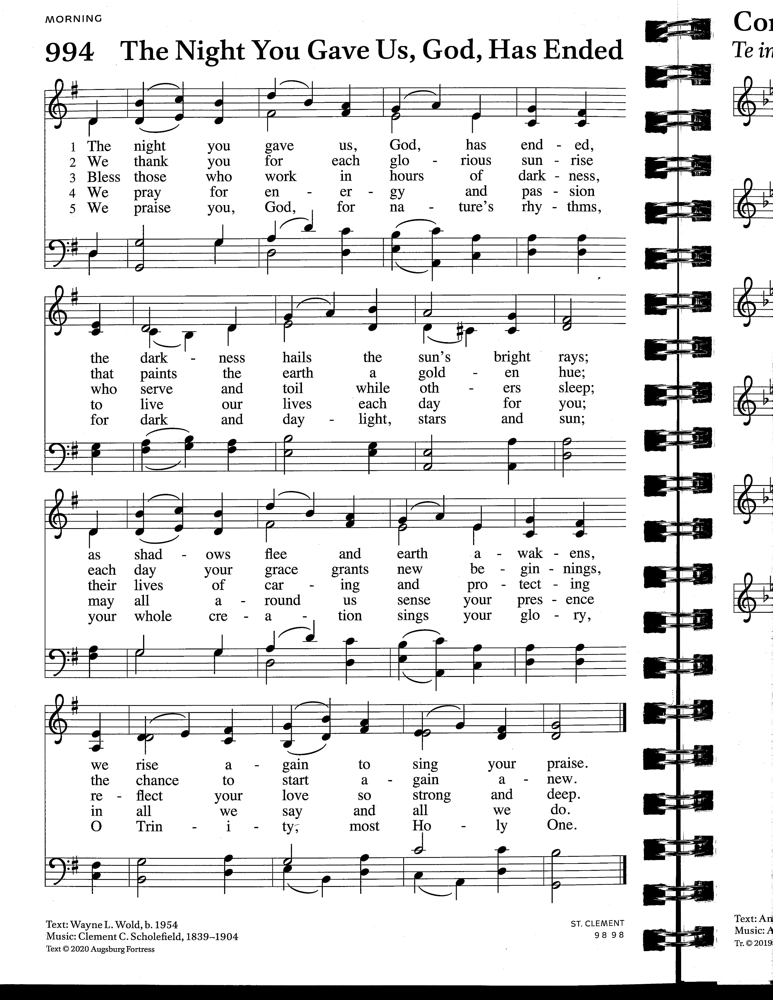 MORNING
994 The Night You Gave Us, God, Has Ended
1 The night you gave us, God, has end - ed,
2 We thank you for each glo - rious sun - rise
3 Bless those who work in hours of dark - ness,
4 We pray for en - er - gy and pas - sion
5 We praise you, God, for na - ture's rhy - thms,
the dark - ness hails the sun's bright rays;
that paints the earth a gold - en hue;
who serve and toil while oth - ers sleep;
to live our lives each day for you;
for dark and day - light, stars and sun;
as shad - ows flee and earth a - wak - ens,
each day your grace grants new be - gin - nings,
their lives of car - ing and pro - tect - ing
may all a - round us sense your pres - ence
your whole cre - a - tion sings your glo - ry,
we rise a - gain to sing your praise.
the chance to start a - gain a - new.
re - flect your love so strong and deep.
in all we say and all we do.
O Trin - i - ty, most Ho - ly One.
Text: Wayne L. Wold, b. 1954
Music: Clement C. Scholefield, 1839–1904
Text © 2020 Augsburg Fortress
ST. CLEMENT
9 8 9 8
Te in
Text: An
Music: A
Tr. © 2019